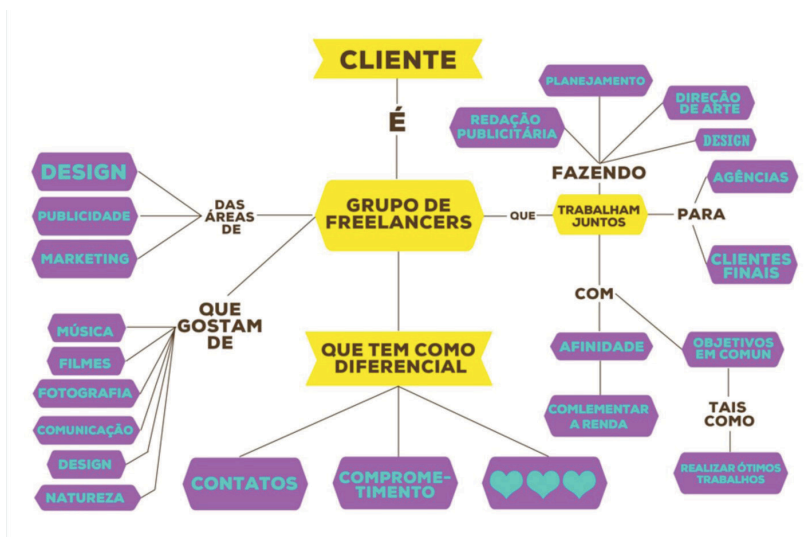 CLIENTE
É
GRUPO DE
FREELANCERS
DAS
ÁREAS
DE
DESIGN
PUBLICIDADE
MARKETING
QUE
GOSTAM
DE
MÚSICA
FILMES
FOTOGRAFIA
COMUNICAÇÃO
DESIGN
NATUREZA
QUE TEM COMO
DIFERENCIAL
CONTATOS
COMPROME-
TIMENTO
QUE
TRABALHAM
JUNTOS
FAZENDO
REDAÇÃO
PUBLICITÁRIA
PLANEJAMENTO
DIREÇÃO
DE ARTE
DESIGN
PARA
AGÊNCIAS
CLIENTES
FINAIS
COM
AFINIDADE
COMLEMENTAR
A RENDA
OBJETIVOS
EM COMUN
TAIS
COMO
REALIZAR ÓTIMOS
TRABALHOS